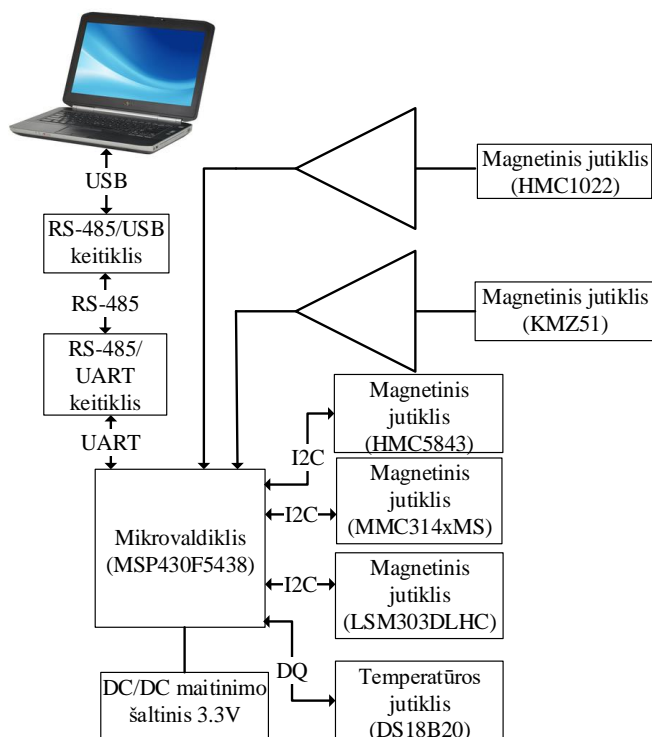 USB
RS-485/USB
keitiklis
RS-485
RS-485/
UART
keitiklis
UART
Magnetinis jutiklis
(HMC1022)
Magnetinis jutiklis
(KMZ51)
Magnetinis
jutiklis
(HMC5843)
I2C
Magnetinis
jutiklis
(MMC314xMS)
I2C
Mikrovaldiklis
(MSP430F5438)
Magnetinis
jutiklis
(LSM303DLHC)
I2C
DQ
DC/DC maitinimo
šaltinis 3.3V
Temperatūros
jutiklis
(DS18B20)